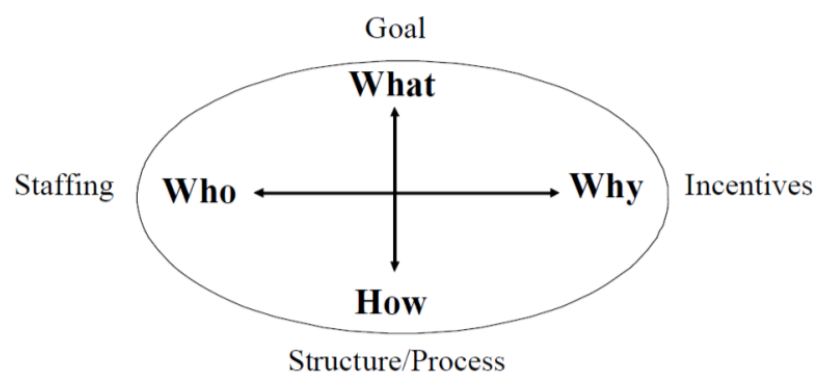 Goal
What
Staffing
Who
Why
Incentives
How
Structure/Process